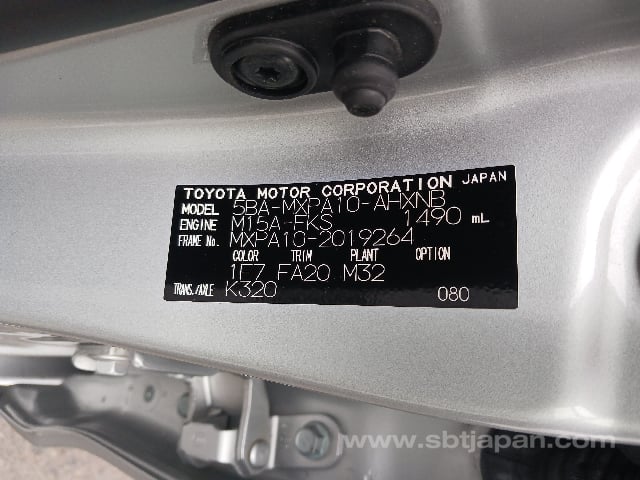 TOYOTA MOTOR CORPORATION JAPAN
MODEL 5BA-MXPA10-AHXNB
ENGINE M15A-FKS 1490 mL
FRAME No. MXPA10-2019264
COLOR TRIM PLANT OPTION
1E7 FA20 M32
TRANS./AXLE K320 080
www.sbtjapan.com